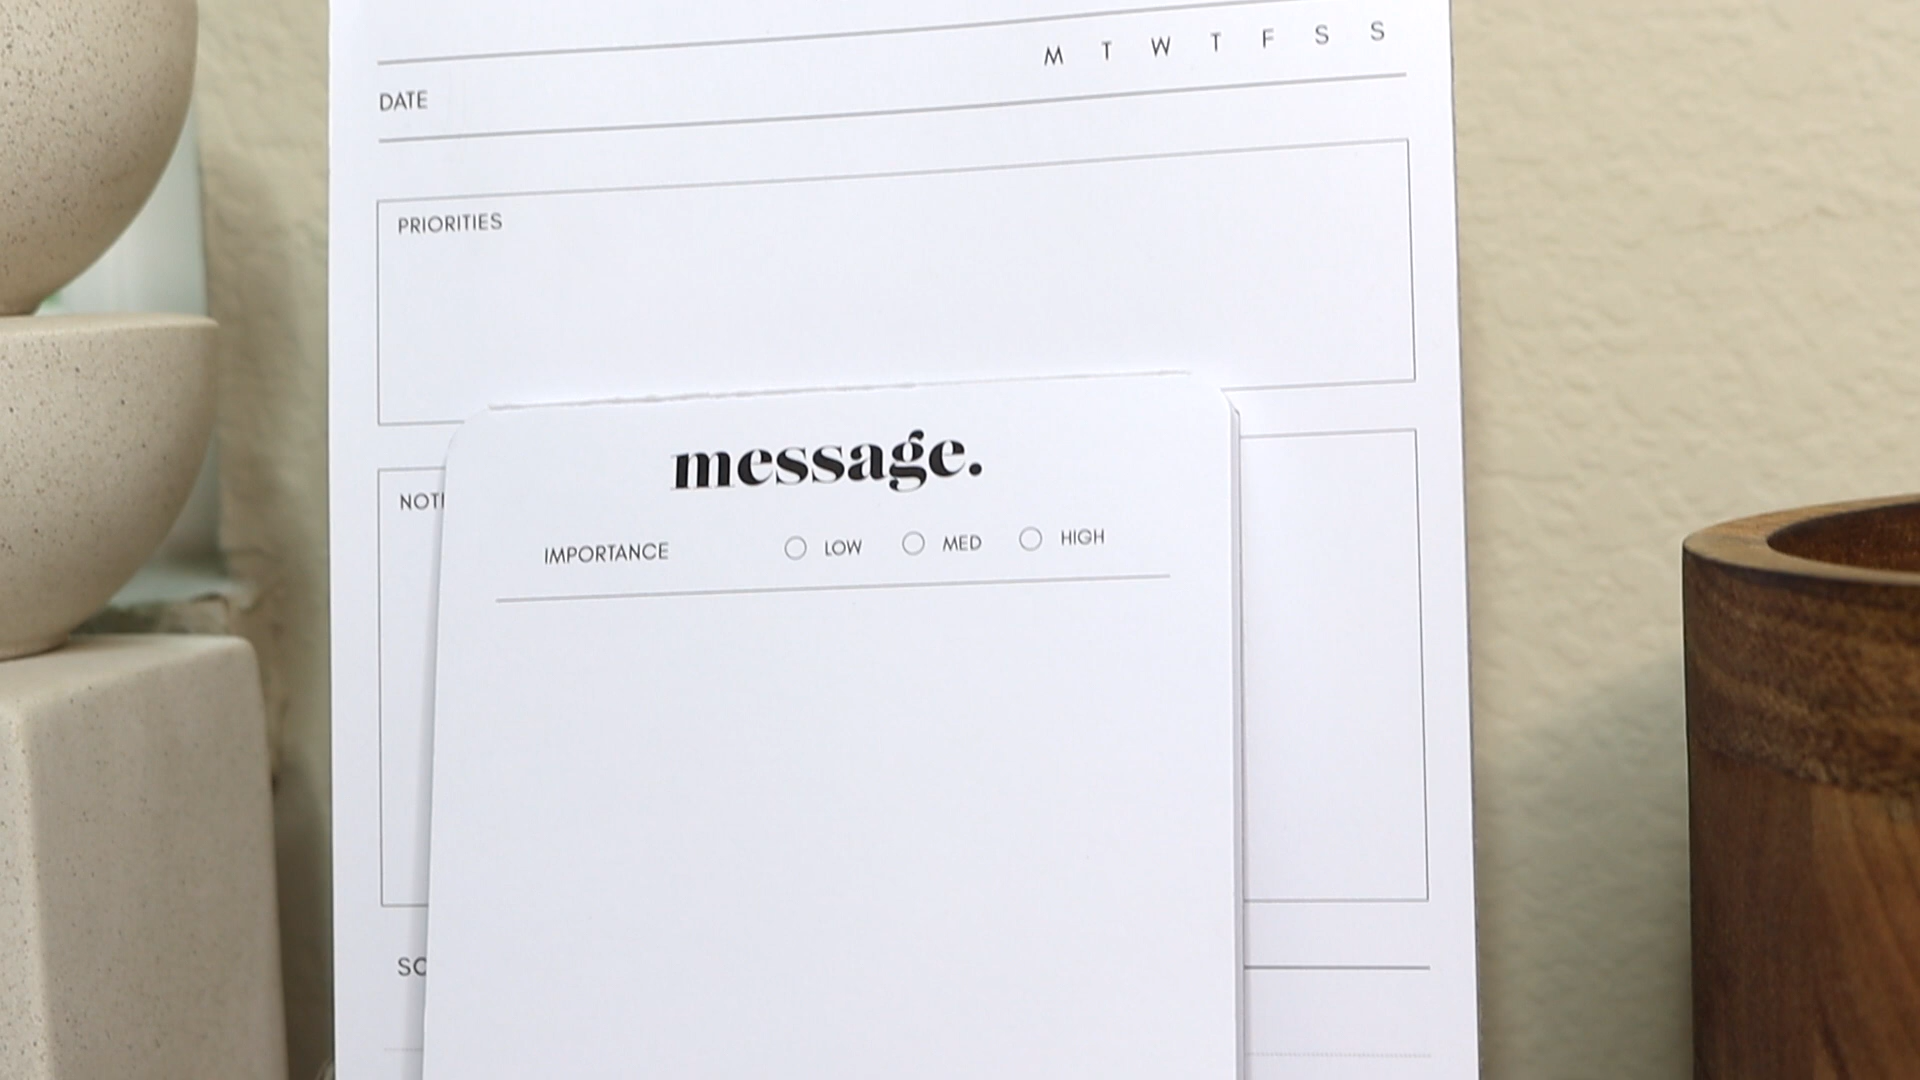 M T W T F S S
DATE
PRIORITIES
message.
IMPORTANCE LOW MED HIGH